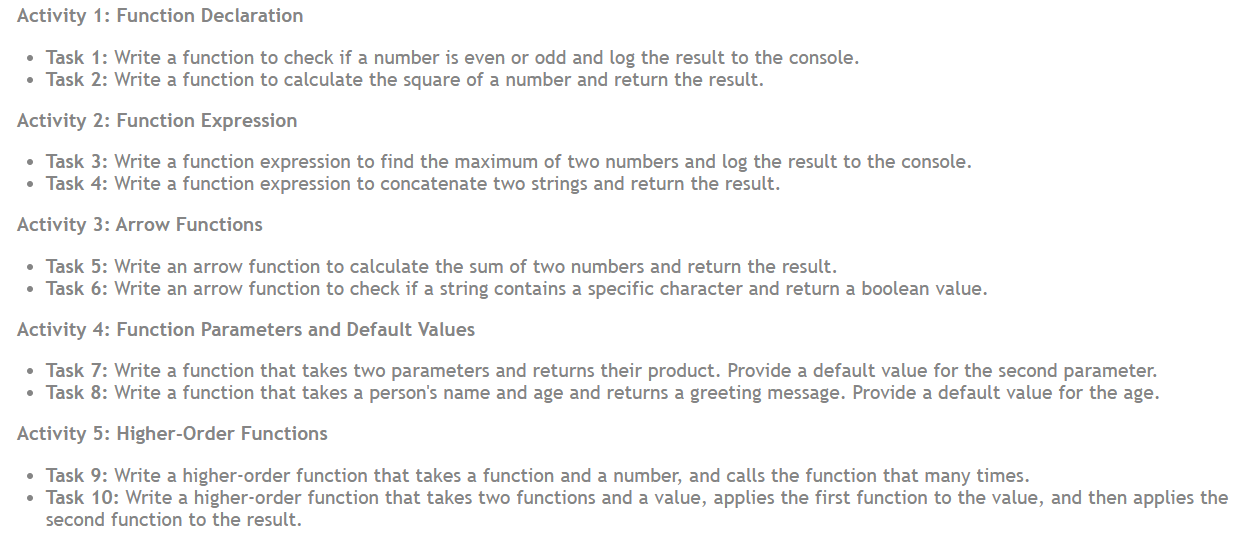 Activity 1: Function Declaration
• Task 1: Write a function to check if a number is even or odd and log the result to the console.
• Task 2: Write a function to calculate the square of a number and return the result.
Activity 2: Function Expression
• Task 3: Write a function expression to find the maximum of two numbers and log the result to the console.
• Task 4: Write a function expression to concatenate two strings and return the result.
Activity 3: Arrow Functions
• Task 5: Write an arrow function to calculate the sum of two numbers and return the result.
• Task 6: Write an arrow function to check if a string contains a specific character and return a boolean value.
Activity 4: Function Parameters and Default Values
• Task 7: Write a function that takes two parameters and returns their product. Provide a default value for the second parameter.
• Task 8: Write a function that takes a person's name and age and returns a greeting message. Provide a default value for the age.
Activity 5: Higher-Order Functions
• Task 9: Write a higher-order function that takes a function and a number, and calls the function that many times.
• Task 10: Write a higher-order function that takes two functions and a value, applies the first function to the value, and then applies the
second function to the result.